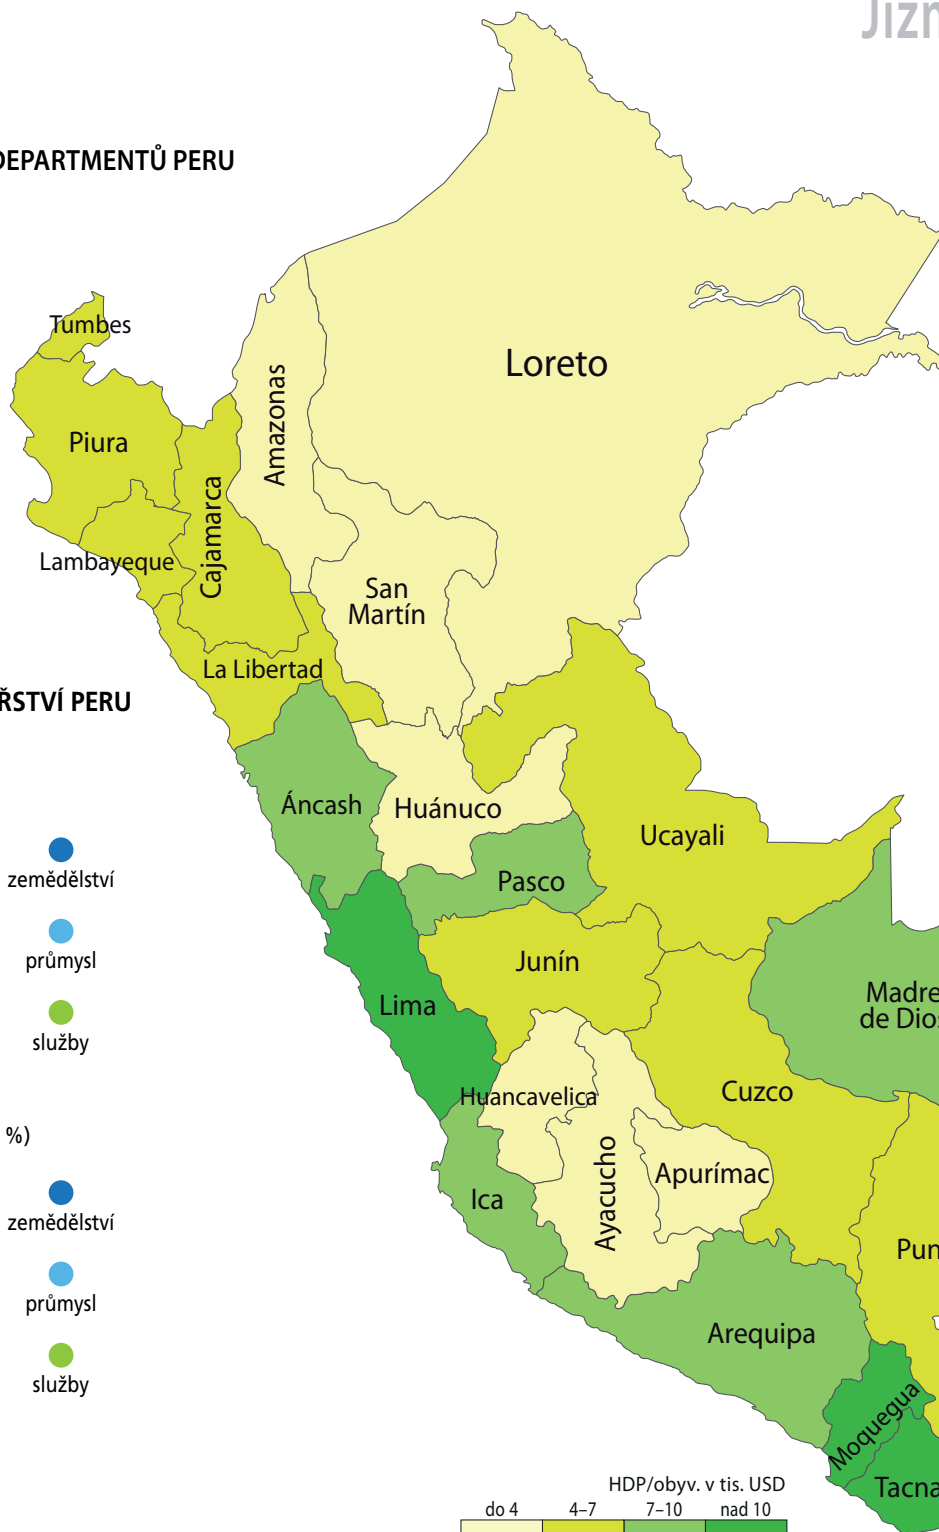 Jižn
DEPARTMENTŮ PERU
Tumbes
Loreto
Amazonas
Piura
Cajamarca
Lambayeque
San
Martín
La Libertad
ŘSTVÍ PERU
Áncash
Huánuco
Ucayali
zemědělství
Pasco
průmysl
Junín
Madre
de Dios
Lima
služby
Cuzco
Huancavelica
%)
Ayacucho
Apurímac
Ica
zemědělství
Pun
průmysl
Arequipa
služby
Moquegua
Tacna
HDP/obyv. v tis. USD
do 4 4–7 7–10 nad 10